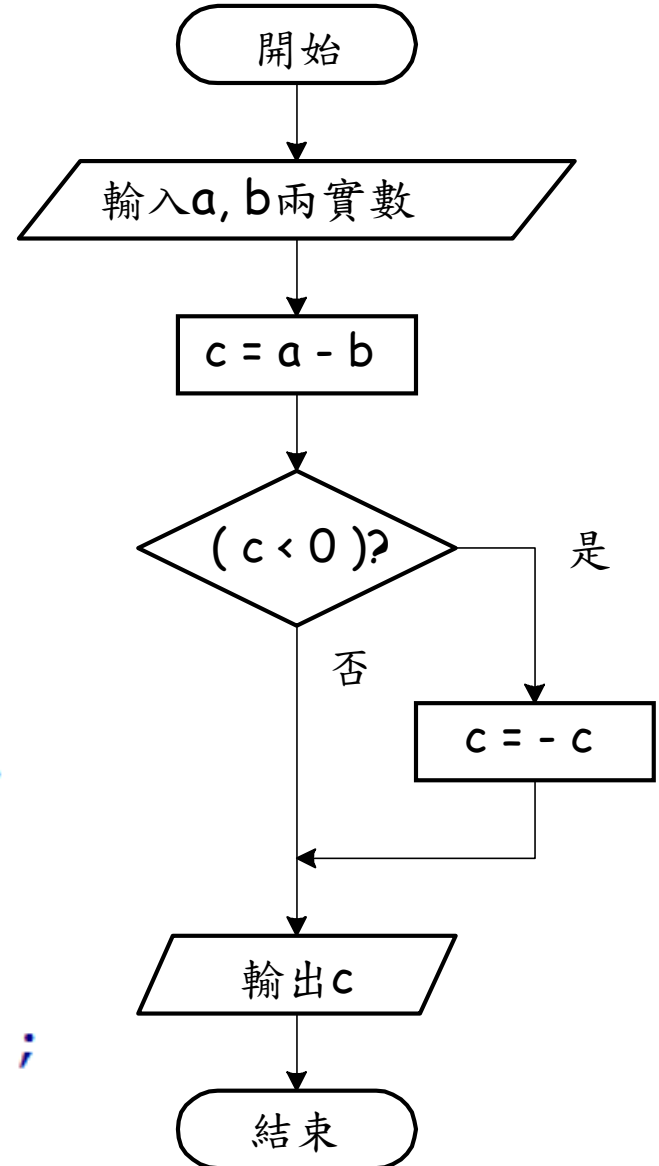 開始
輸入a, b兩實數
c = a - b
( c < 0 )?
是
否
c = - c
輸出c
;
結束